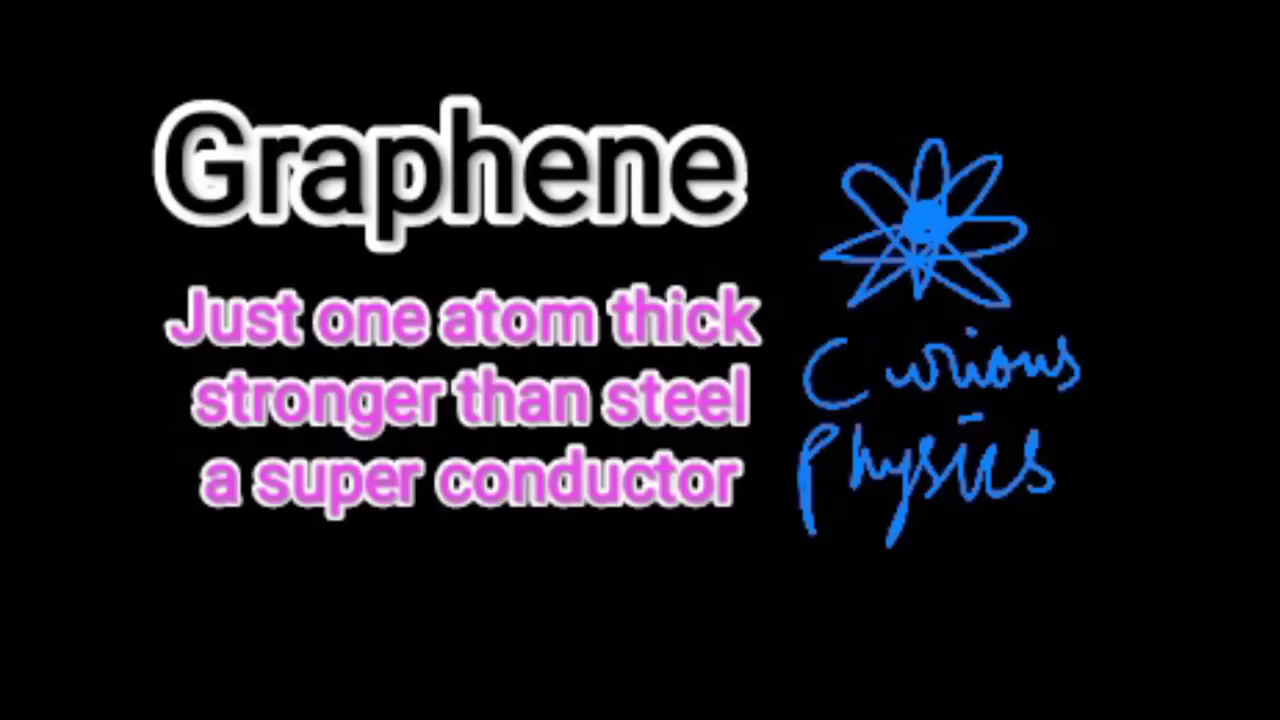 Graphene
Just one atom thick
stronger than steel
a super conductor
Curious
Physics